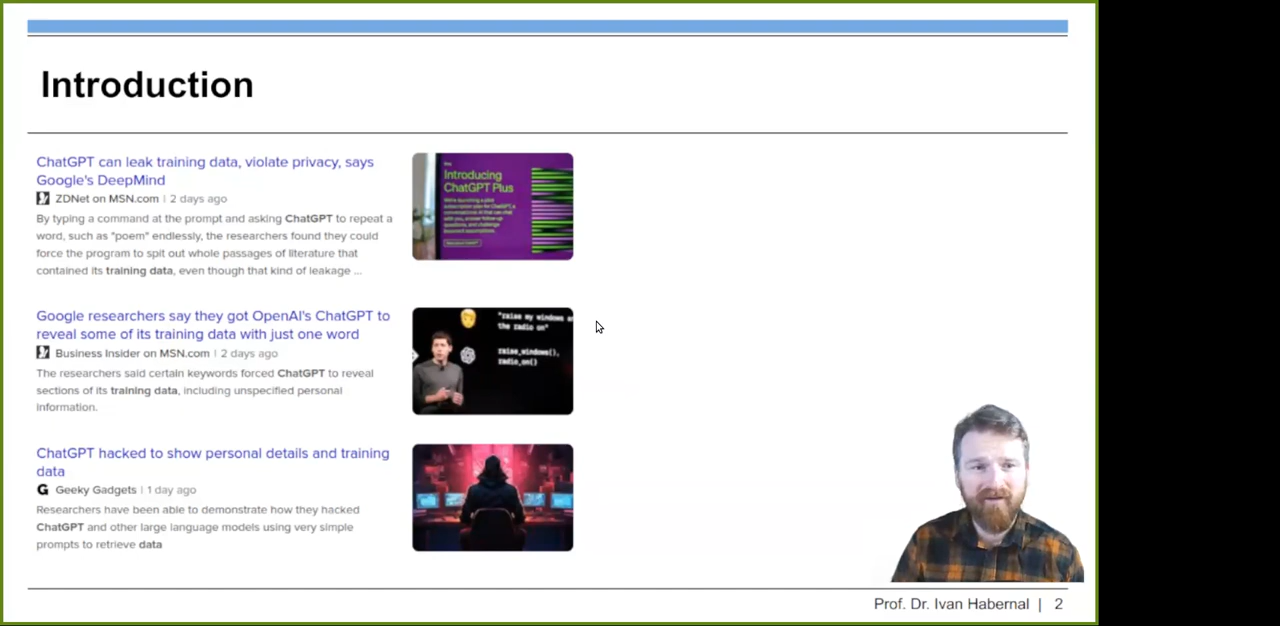 Introduction
ChatGPT can leak training data, violate privacy, says
Google's DeepMind
ZDNet on MSN.com | 2 days ago
By typing a command at the prompt and asking ChatGPT to repeat a
word, such as "poem" endlessly, the researchers found they could
force the program to spit out whole passages of literature that
contained its training data, even though that kind of leakage ...
Introducing
ChatGPT Plus
Google researchers say they got OpenAI's ChatGPT to
reveal some of its training data with just one word
Business Insider on MSN.com | 2 days ago
The researchers said certain keywords forced ChatGPT to reveal
sections of its training data, including unspecified personal
information.
"raise my windows
the radio on"
raise_windows(),
radio_on()
ChatGPT hacked to show personal details and training
data
G Geeky Gadgets | 1 day ago
Researchers have been able to demonstrate how they hacked
ChatGPT and other large language models using very simple
prompts to retrieve data
Prof. Dr. Ivan Habernal | 2